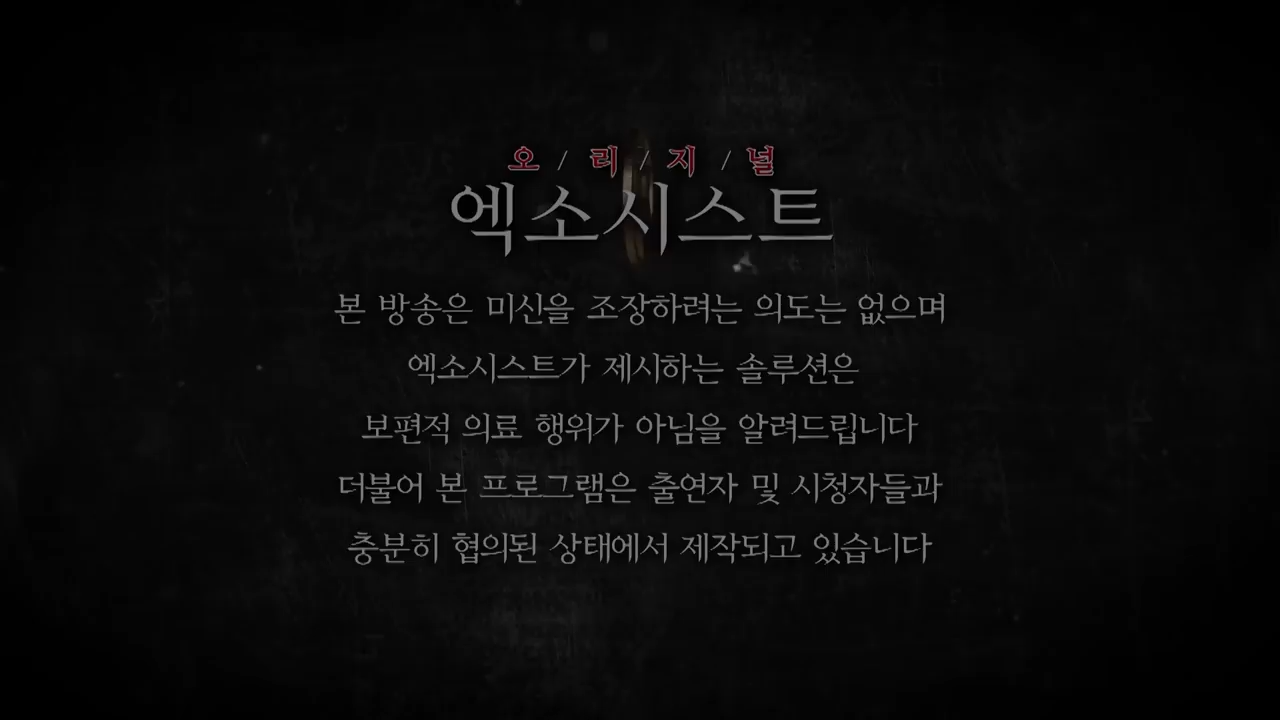 오 / 리 / 지 / 널
엑소시스트
본 방송은 미신을 조장하려는 의도는 없으며
엑소시스트가 제시하는 솔루션은
보편적 의료 행위가 아님을 알려드립니다
더불어 본 프로그램은 출연자 및 시청자들과
충분히 협의된 상태에서 제작되고 있습니다